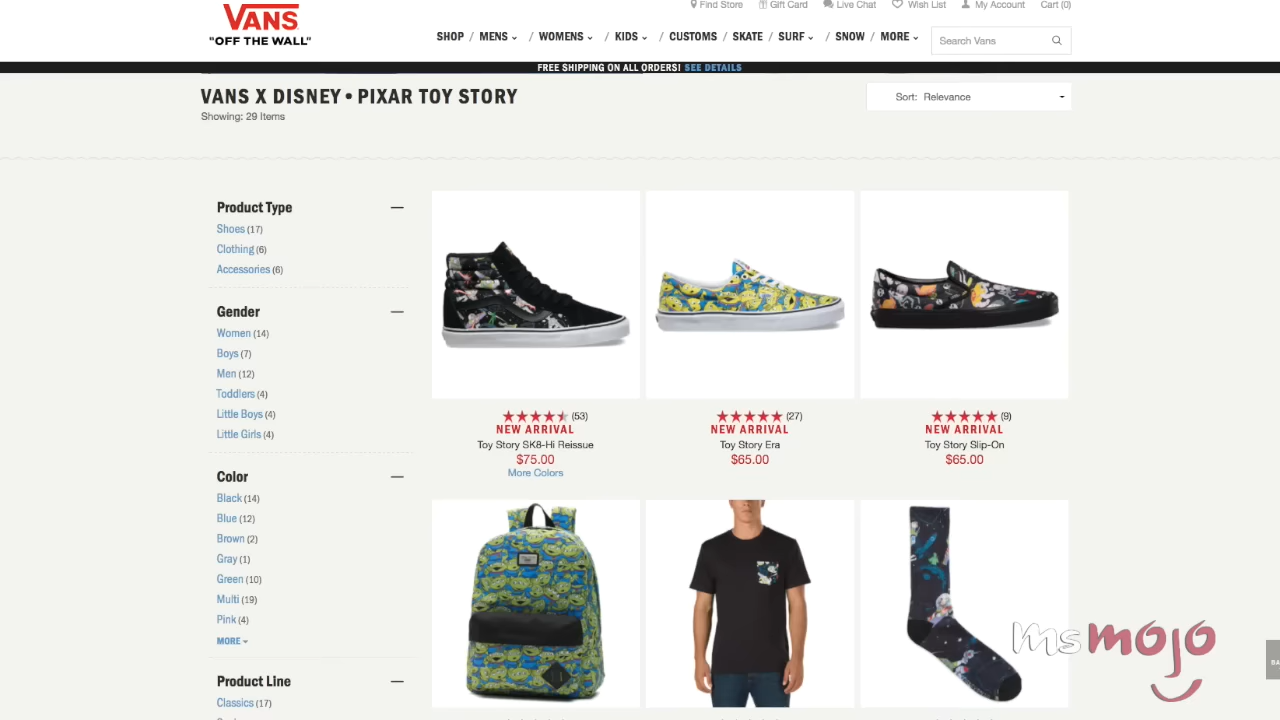 Find Store Gift Card Live Chat Wish List My Account Cart (0)
VANS
"OFF THE WALL"
SHOP / MENS / WOMENS / KIDS / CUSTOMS / SKATE / SURF / SNOW / MORE
Search Vans
FREE SHIPPING ON ALL ORDERS! SEE DETAILS
VANS X DISNEY • PIXAR TOY STORY
Showing: 29 Items
Sort: Relevance
Product Type
Shoes (17)
Clothing (6)
Accessories (6)
Gender
Women (14)
Boys (7)
Men (12)
Toddlers (4)
Little Boys (4)
Little Girls (4)
Color
Black (14)
Blue (12)
Brown (2)
Gray (1)
Green (10)
Multi (19)
Pink (4)
MORE
Product Line
Classics (17)
(53)
NEW ARRIVAL
Toy Story SK8-Hi Reissue
$75.00
More Colors
(27)
NEW ARRIVAL
Toy Story Era
$65.00
(9)
NEW ARRIVAL
Toy Story Slip-On
$65.00
msmojo
BA